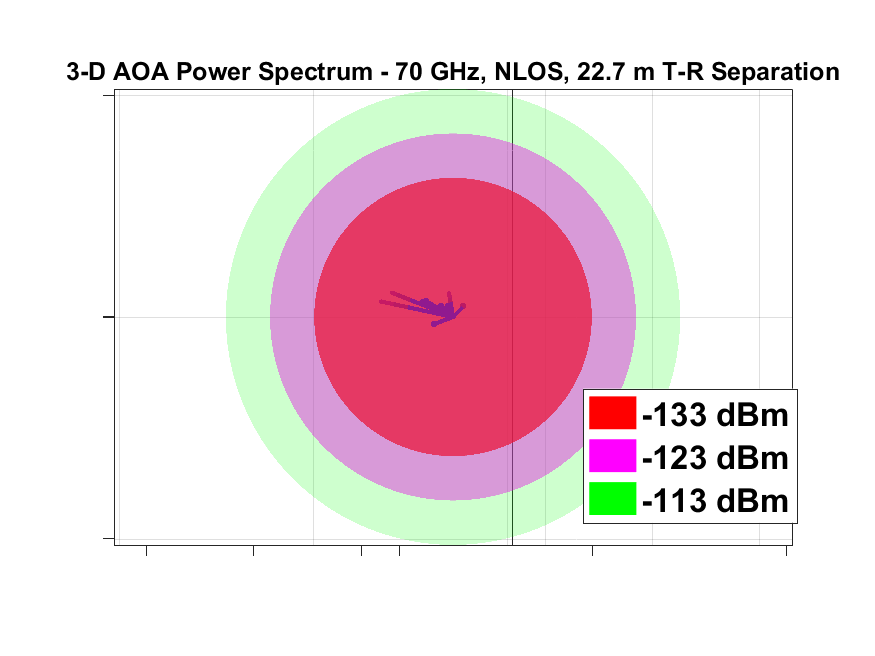 3-D AOA Power Spectrum - 70 GHz, NLOS, 22.7 m T-R Separation
-133 dBm
-123 dBm
-113 dBm